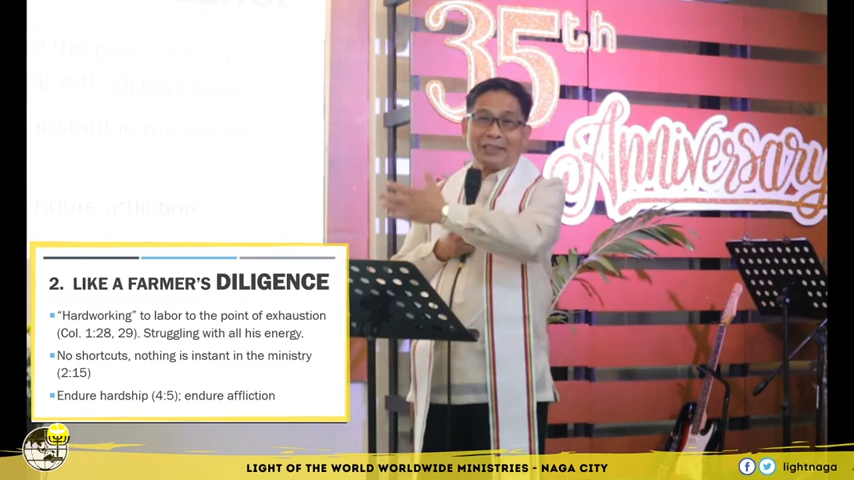 35th
Anniversary
endure affliction
2. LIKE A FARMER'S DILIGENCE
"Hardworking" to labor to the point of exhaustion
(Col. 1:28, 29). Struggling with all his energy.
No shortcuts, nothing is instant in the ministry
(2:15)
Endure hardship (4:5); endure affliction
LIGHT OF THE WORLD WORLDWIDE MINISTRIES - NAGA CITY
lightnaga